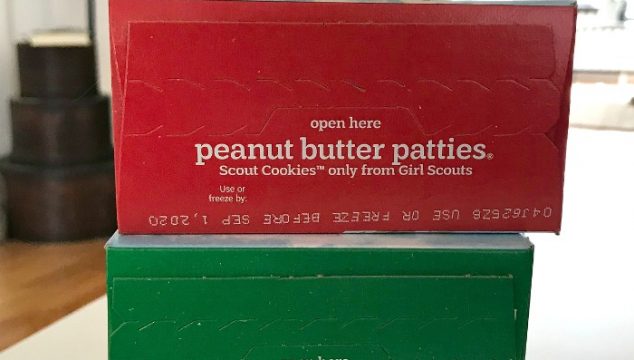 open here
peanut butter patties®
Scout Cookies™ only from Girl Scouts
Use or
freeze by:
USE OR FREEZE BEFORE SEP 1,2020